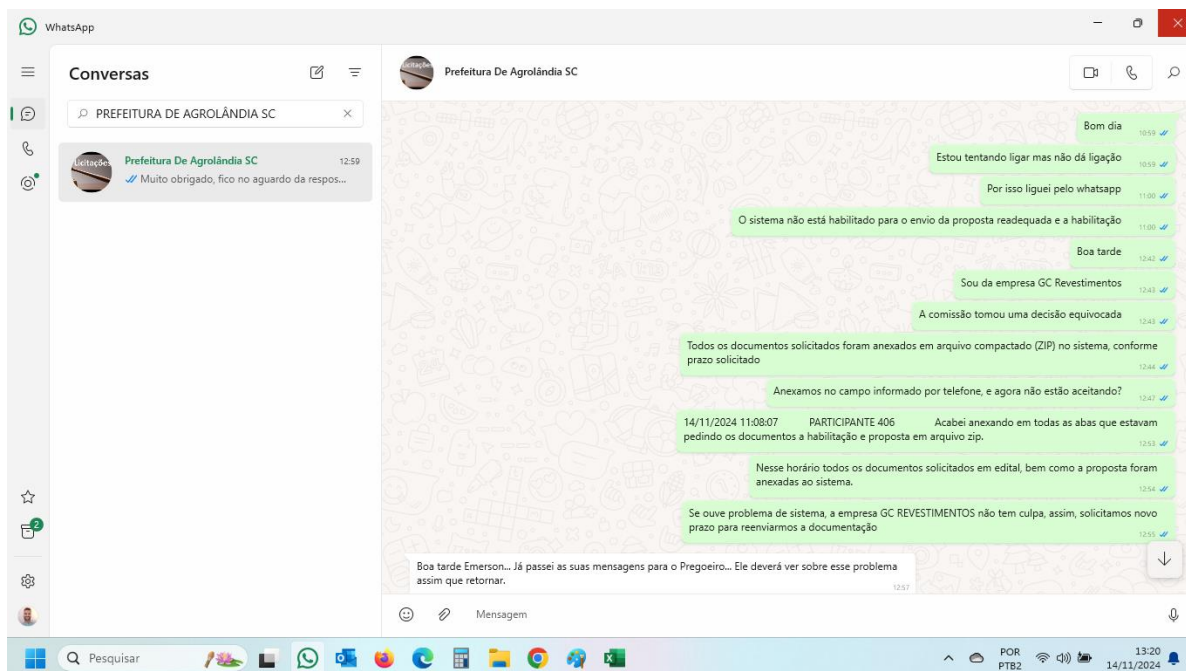 WhatsApp
Conversas
PREFEITURA DE AGROLÂNDIA SC
Licitações
Prefeitura De Agrolândia SC
12:59
Muito obrigado, fico no aguardo da respos...
2
Licitações
Prefeitura De Agrolândia SC
Bom dia
10:59
Estou tentando ligar mas não dá ligação
10:59
Por isso liguei pelo whatsapp
11:00
O sistema não está habilitado para o envio da proposta readequada e a habilitação
11:00
Boa tarde
12:42
Sou da empresa GC Revestimentos
12:43
A comissão tomou uma decisão equivocada
12:43
Todos os documentos solicitados foram anexados em arquivo compactado (ZIP) no sistema, conforme
prazo solicitado
12:44
Anexamos no campo informado por telefone, e agora não estão aceitando?
12:47
14/11/2024 11:08:07 PARTICIPANTE 406 Acabei anexando em todas as abas que estavam
pedindo os documentos a habilitação e proposta em arquivo zip.
12:53
Nesse horário todos os documentos solicitados em edital, bem como a proposta foram
anexadas ao sistema.
12:54
Se ouve problema de sistema, a empresa GC REVESTIMENTOS não tem culpa, assim, solicitamos novo
prazo para reenviarmos a documentação
12:55
Boa tarde Emerson... Já passei as suas mensagens para o Pregoeiro... Ele deverá ver sobre esse problema
assim que retornar.
12:57
Mensagem
Pesquisar
POR
PTB2
13:20
14/11/2024